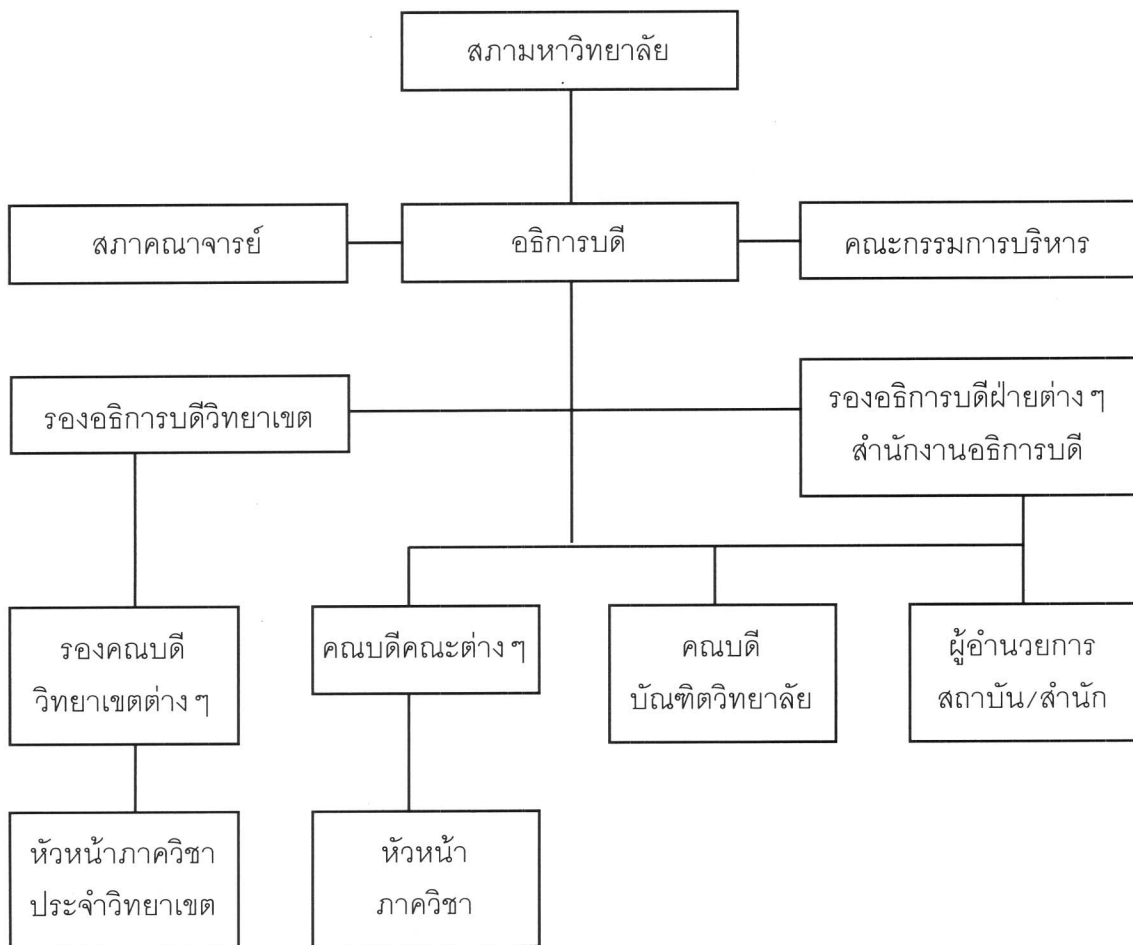 สภามหาวิทยาลัย
สภาคณาจารย์
อธิการบดี
คณะกรรมการบริหาร
รองอธิการบดีวิทยาเขต
รองอธิการบดีฝ่ายต่าง ๆ
สำนักงานอธิการบดี
รองคณบดี
วิทยาเขตต่าง ๆ
คณบดีคณะต่าง ๆ
คณบดี
บัณฑิตวิทยาลัย
ผู้อำนวยการ
สถาบัน/สำนัก
หัวหน้าภาควิชา
ประจำวิทยาเขต
หัวหน้า
ภาควิชา